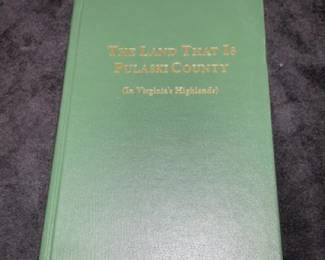 The Land That Is
Pulaski County
(In Virginia's Highlands)